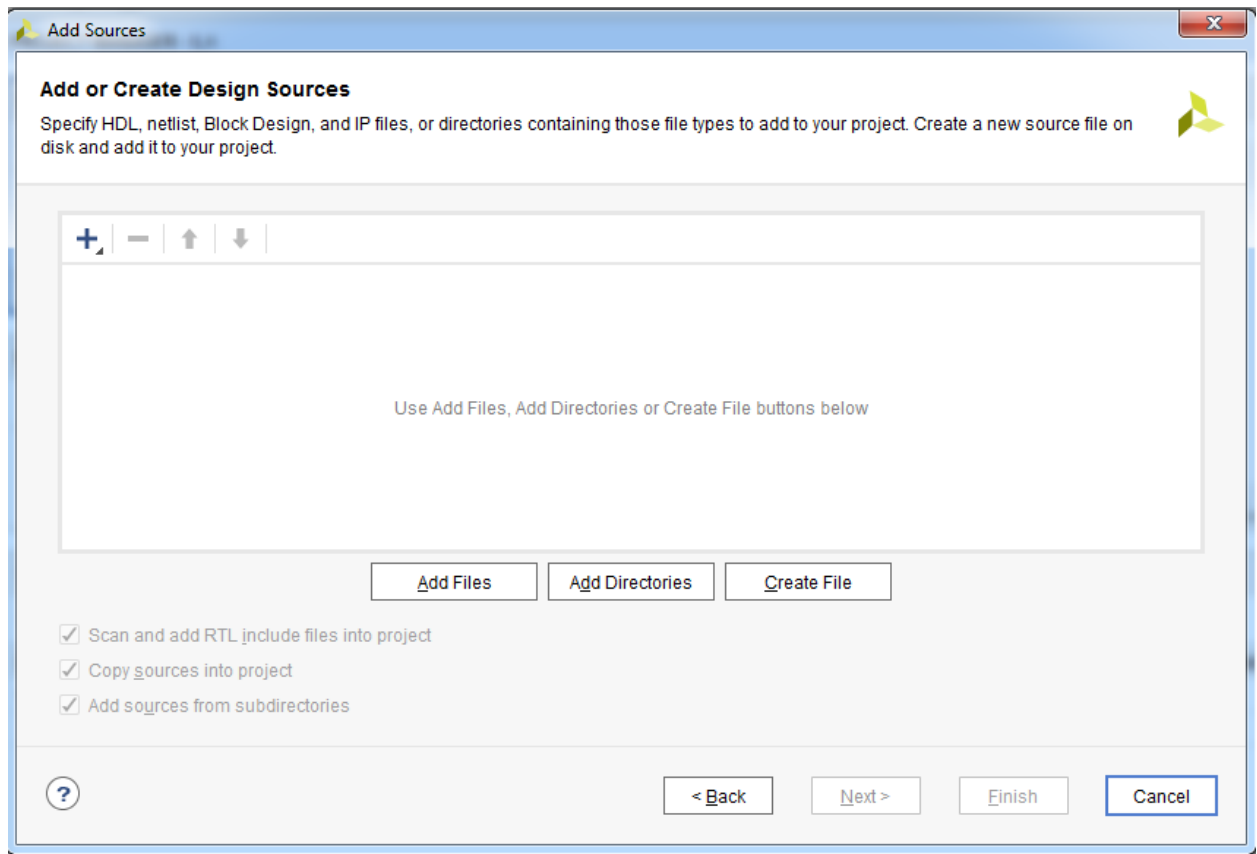 Add Sources
Add or Create Design Sources
Specify HDL, netlist, Block Design, and IP files, or directories containing those file types to add to your project. Create a new source file on
disk and add it to your project.
Use Add Files, Add Directories or Create File buttons below
Add Files Add Directories Create File
Scan and add RTL include files into project
Copy sources into project
Add sources from subdirectories
? < Back Next > Finish Cancel